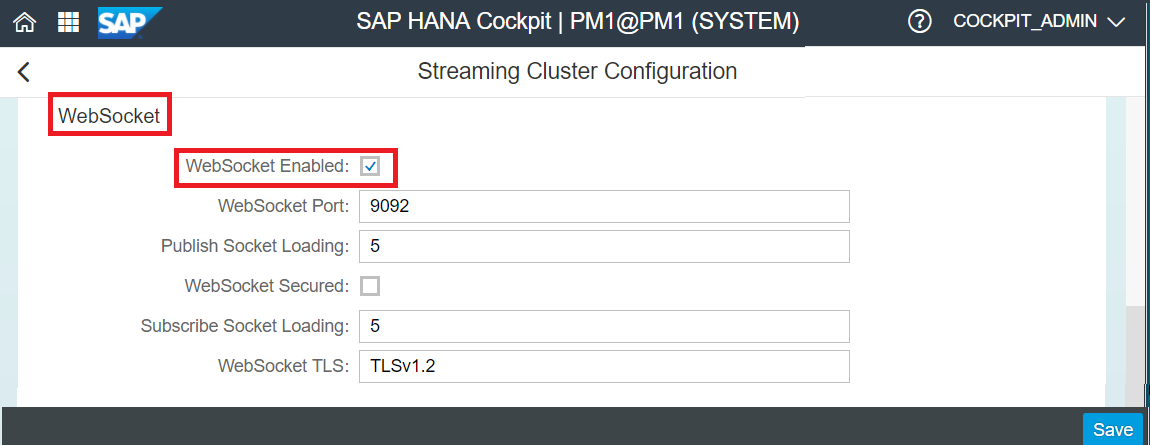 SAP SAP HANA Cockpit | PM1@PM1 (SYSTEM) ? COCKPIT_ADMIN
Streaming Cluster Configuration
WebSocket
WebSocket Enabled:
WebSocket Port: 9092
Publish Socket Loading: 5
WebSocket Secured:
Subscribe Socket Loading: 5
WebSocket TLS: TLSv1.2
Save